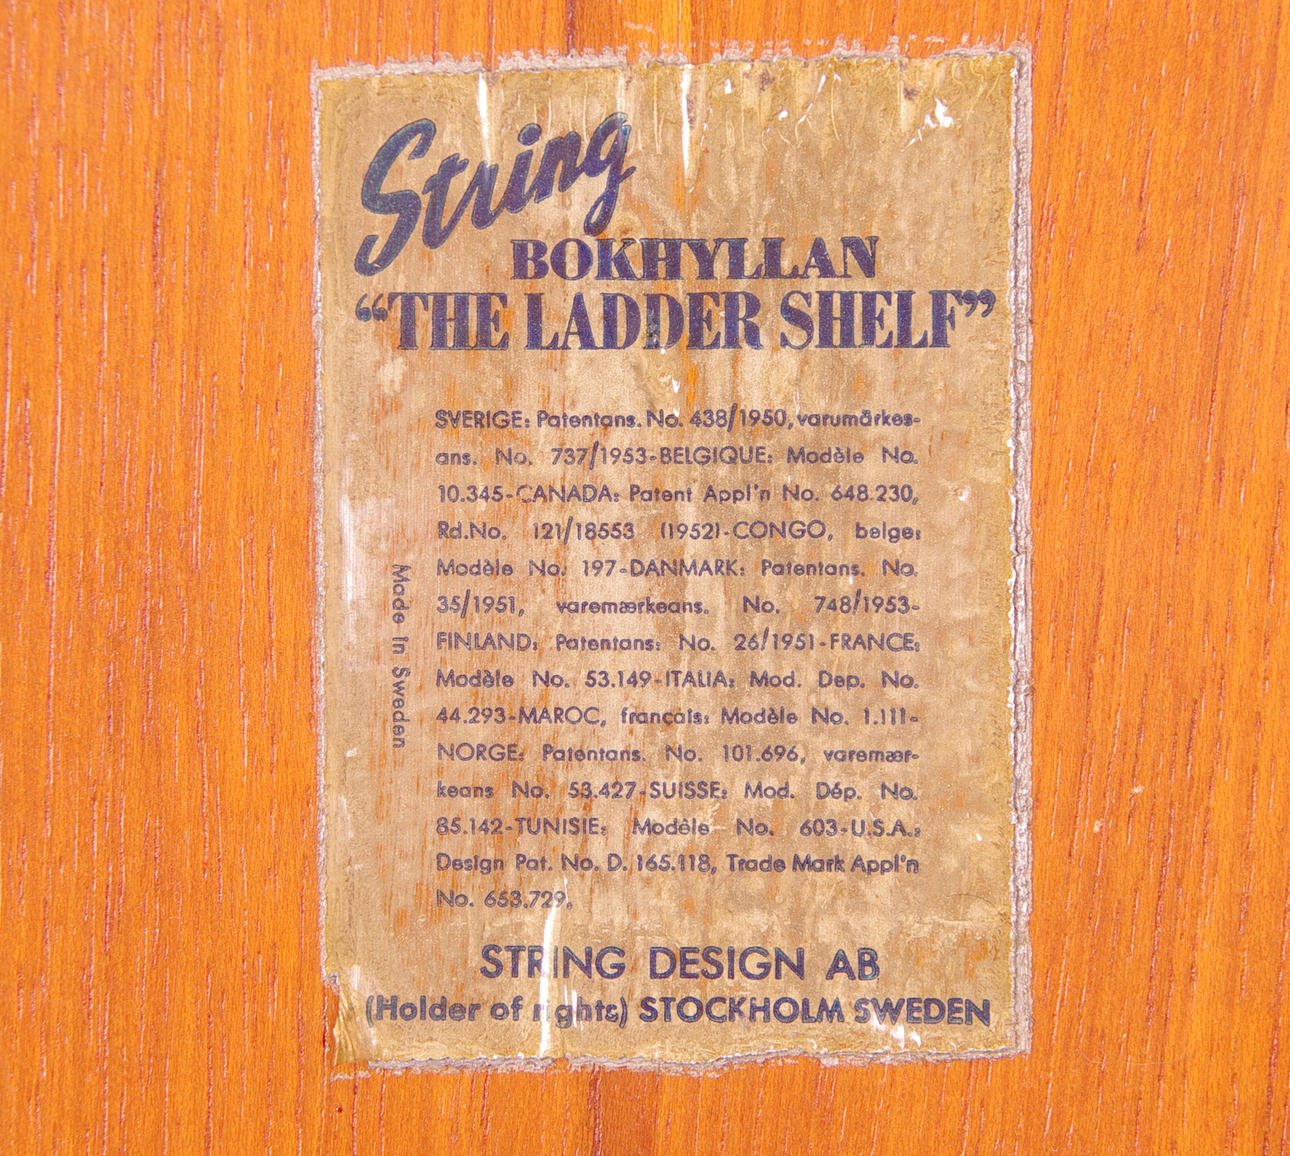 String
BOKHYLLAN
“THE LADDER SHELF”
SVERIGE: Patentans. No. 438/1950, varumärkes-
ans. No. 737/1953-BELGIQUE: Modèle No.
10.345-CANADA: Patent Appl'n No. 648.230,
Rd.No. 121/18553 (1952)-CONGO, belge:
Modèle No. 197-DANMARK: Patentans. No.
35/1951, varemærkeans. No. 748/1953-
FINLAND: Patentans: No. 26/1951-FRANCE:
Modèle No. 53.149-ITALIA: Mod. Dep. No.
44.293-MAROC, français: Modèle No. 1.111-
NORGE: Patentans. No. 101.696, varemær-
keans No. 53.427-SUISSE: Mod. Dép. No.
85.142-TUNISIE: Modèle No. 603-U.S.A.:
Design Pat. No. D. 165.118, Trade Mark Appl'n
No. 653.729.
Made in Sweden
STRING DESIGN AB
(Holder of rights) STOCKHOLM SWEDEN